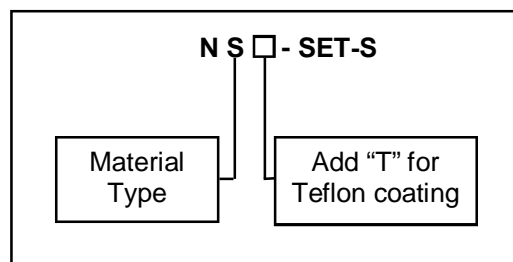 N S □ - SET-S
Material
Type
Add “T” for
Teflon coating